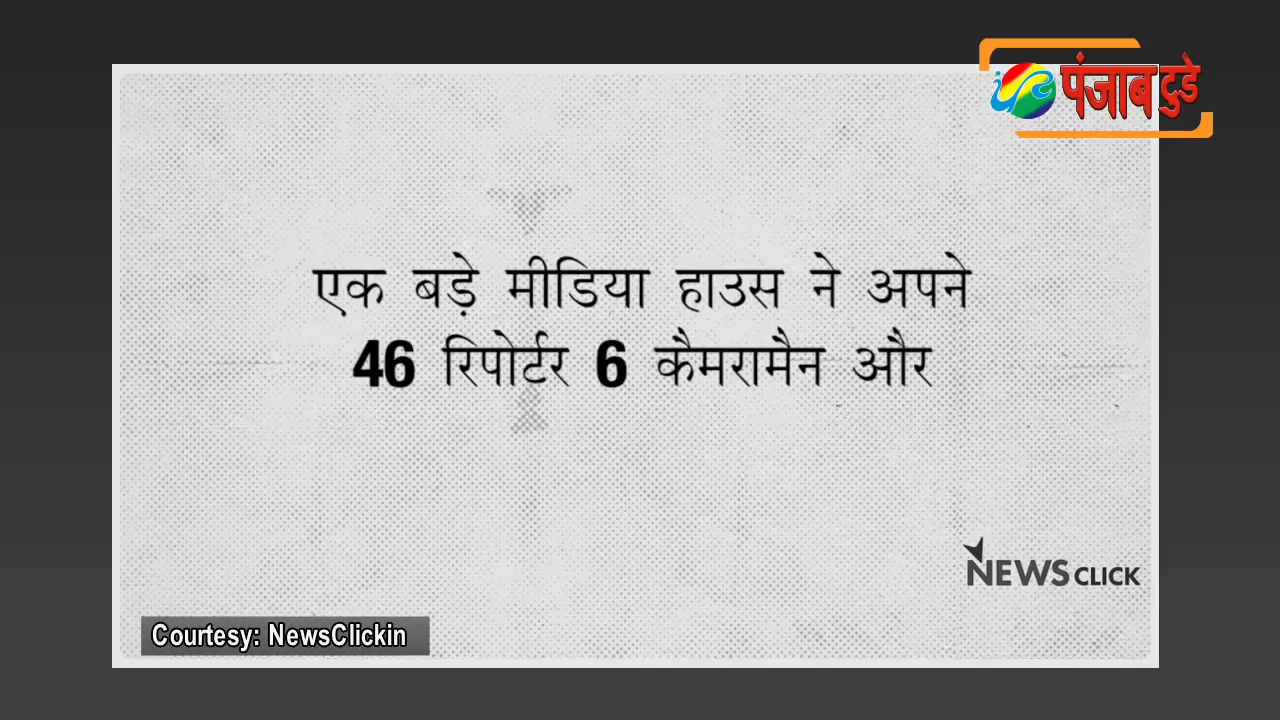 पंजाब टुडे
एक बड़े मीडिया हाउस ने अपने
46 रिपोर्टर 6 कैमरामैन और
NEWS CLICK
Courtesy: NewsClickin